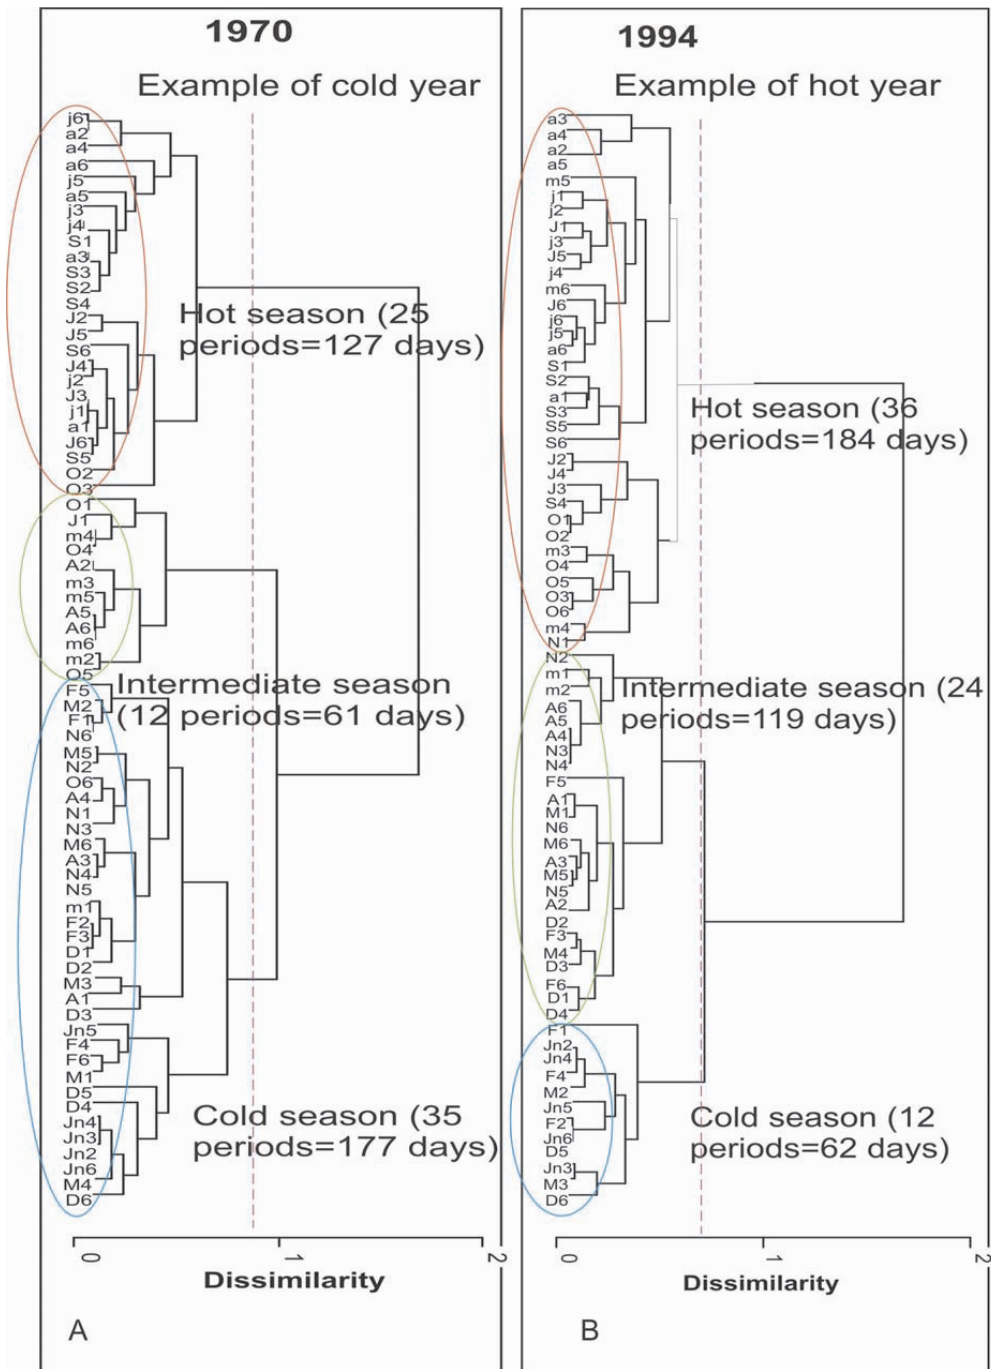 1970
Example of cold year
j6
a2
a4
a6
j5
a5
j3
j4
S1
a3
S3
S2
S4
J2
J5
S6
J4
j2
J3
j1
a1
J6
S5
O2
O3
O1
J1
m4
O4
A2
m3
m5
A5
A6
m6
m2
O5
F5
M2
F1
N6
M5
N2
O6
A4
N1
N3
M6
A3
N4
N5
m1
F2
F3
D1
D2
M3
A1
D3
Jn5
F4
F6
M1
D5
D4
Jn4
Jn3
Jn2
Jn6
M4
D6
Hot season (25
periods=127 days)
Intermediate season
(12 periods=61 days)
Cold season (35
periods=177 days)
0
1
2
Dissimilarity
A
1994
Example of hot year
a3
a4
a2
a5
m5
j1
j2
J1
j3
J5
j4
m6
J6
j6
j5
a6
S1
S2
a1
S3
S5
S6
J2
J4
J3
S4
O1
O2
m3
O4
O5
O3
O6
m4
N1
N2
m1
m2
A6
A5
A4
N3
N4
F5
A1
M1
N6
M6
A3
M5
N5
A2
D2
F3
M4
D3
F6
D1
D4
F1
Jn2
Jn4
F4
M2
Jn5
F2
Jn6
D5
Jn3
M3
D6
Hot season (36
periods=184 days)
Intermediate season (24
periods=119 days)
Cold season (12
periods=62 days)
0
1
2
Dissimilarity
B